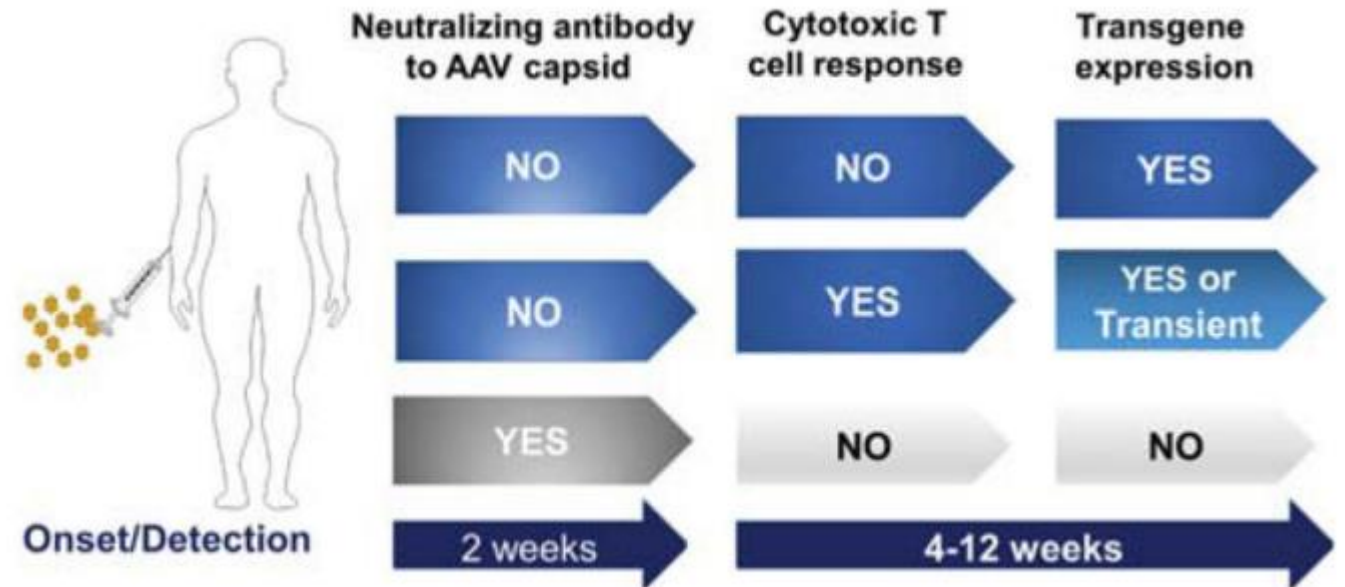 Neutralizing antibody
to AAV capsid
Cytotoxic T
cell response
Transgene
expression
NO
NO
YES
NO
YES
YES or
Transient
YES
NO
NO
Onset/Detection
2 weeks
4-12 weeks